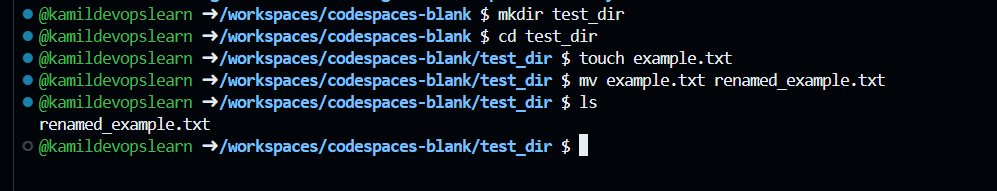 @kamildevopslearn ➜/workspaces/codespaces-blank $ mkdir test_dir
@kamildevopslearn ➜/workspaces/codespaces-blank $ cd test_dir
@kamildevopslearn ➜/workspaces/codespaces-blank/test_dir $ touch example.txt
@kamildevopslearn ➜/workspaces/codespaces-blank/test_dir $ mv example.txt renamed_example.txt
@kamildevopslearn ➜/workspaces/codespaces-blank/test_dir $ ls
renamed_example.txt
@kamildevopslearn ➜/workspaces/codespaces-blank/test_dir $